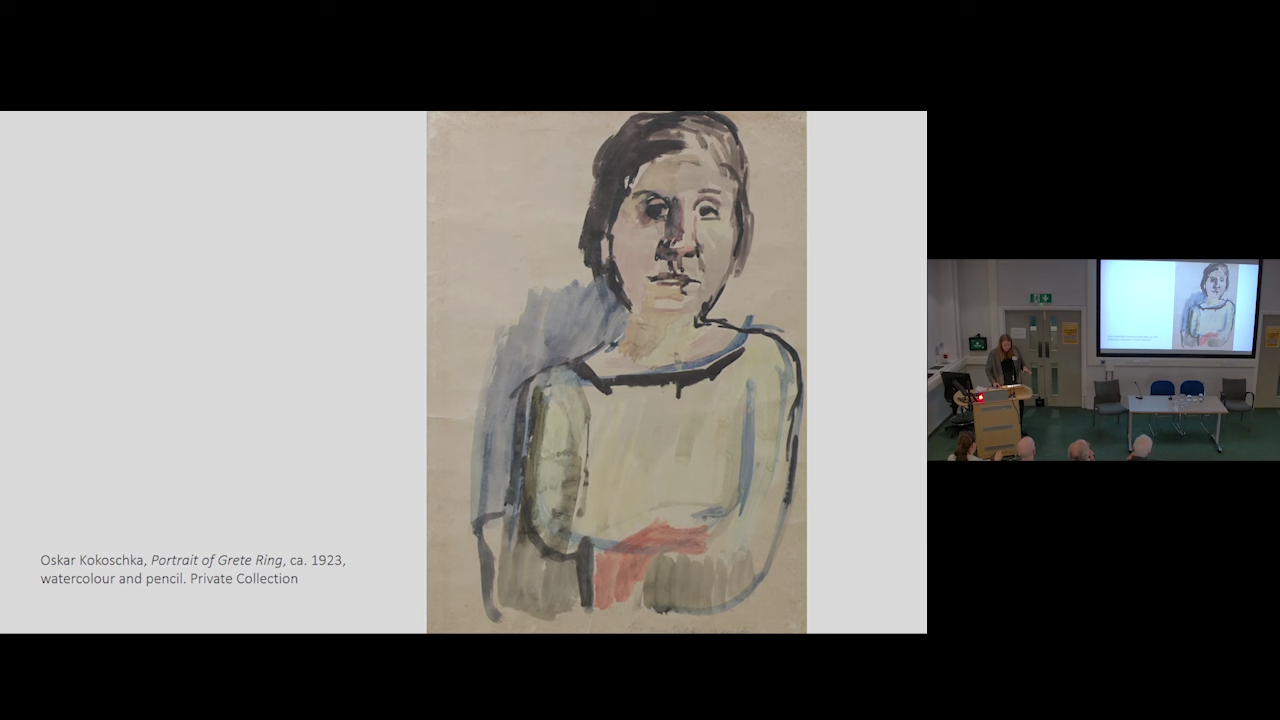 Oskar Kokoschka, Portrait of Grete Ring, ca. 1923,
watercolour and pencil. Private Collection